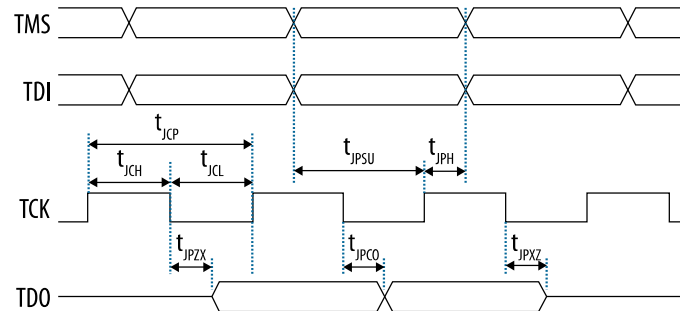 TMS
TDI
tJCP
tJCH tJCL tJPSU tJPH
TCK
tJPZX tJPCO tJPXZ
TDO